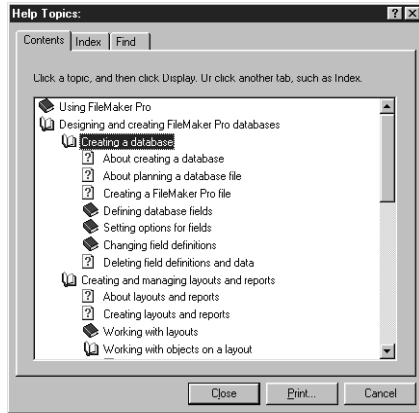 Help Topics:
Contents Index Find
Click a topic, and then click Display. Or click another tab, such as Index.
Using FileMaker Pro
Designing and creating FileMaker Pro databases
Creating a database
About creating a database
About planning a database file
Creating a FileMaker Pro file
Defining database fields
Setting options for fields
Changing field definitions
Deleting field definitions and data
Creating and managing layouts and reports
About layouts and reports
Creating layouts and reports
Working with layouts
Working with objects on a layout
Close Print... Cancel